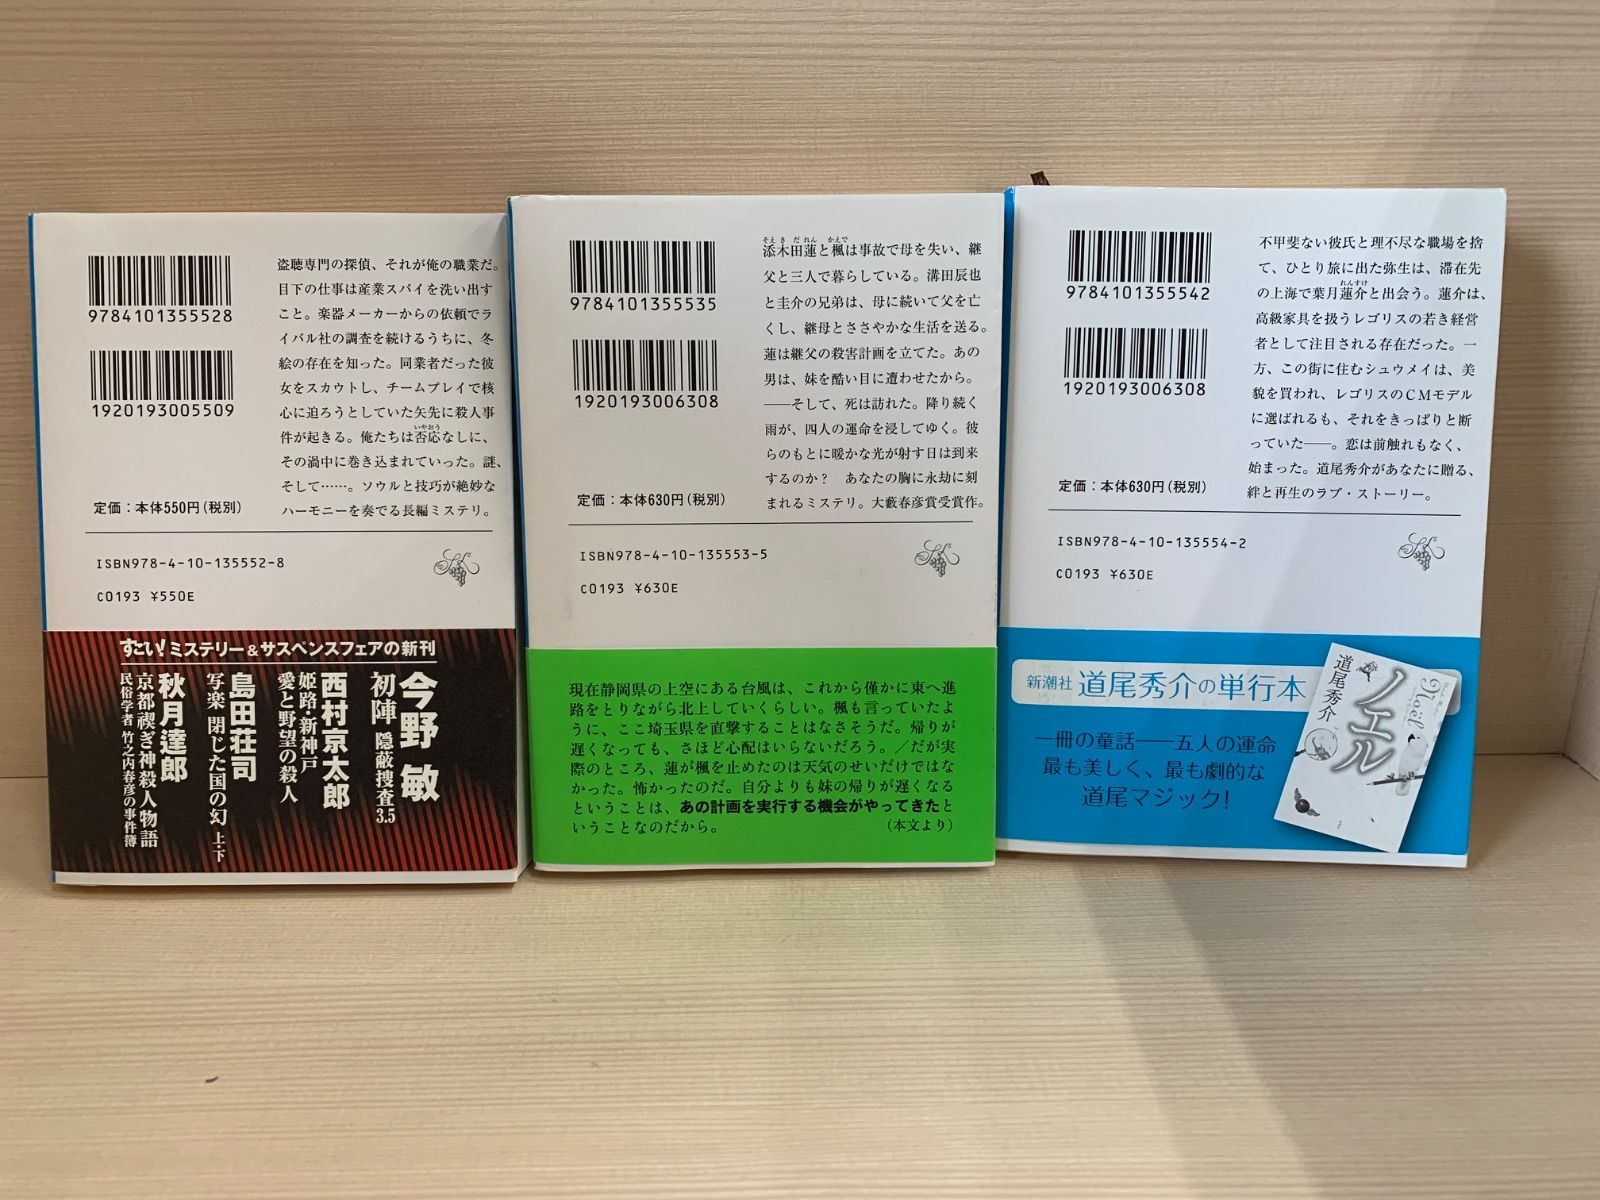 9784101355528
1920193005509
盗聴専門の探偵、それが俺の職業だ。
目下の仕事は産業スパイを洗い出す
こと。楽器メーカーからの依頼でラ
イバル社の調査を続けるうちに、冬
絵の存在を知った。同業者だった彼
女をスカウトし、チームプレイで核
心に迫ろうとしていた矢先に殺人事
いやおう
件が起きる。俺たちは否応なしに、
その渦中に巻き込まれていった。謎、
そして……。ソウルと技巧が絶妙な
ハーモニーを奏でる長編ミステリ。
定価：本体550円(税別)
ISBN978-4-10-135552-8
C0193 ¥550E
すごい!ミステリー&サスペンスフェアの新刊
今野 敏
初陣 隠蔽捜査3.5
西村京太郎
姫路・新神戸
愛と野望の殺人
島田荘司
写楽 閉じた国の幻 上・下
秋月達郎
京都禊ぎ神殺人物語
民俗学者 竹之内春彦の事件簿
9784101355535
1920193006308
そえきだれん かえで
添木田蓮と楓は事故で母を失い、継
父と三人で暮らしている。溝田辰也
と圭介の兄弟は、母に続いて父を亡
くし、継母とささやかな生活を送る。
蓮は継父の殺害計画を立てた。あの
男は、妹を酷い目に遭わせたから。
――そして、死は訪れた。降り続く
雨が、四人の運命を浸してゆく。彼
らのもとに暖かな光が射す日は到来
するのか？ あなたの胸に永劫に刻
まれるミステリ。大藪春彦賞受賞作。
定価：本体630円(税別)
ISBN978-4-10-135553-5
C0193 ¥630E
現在静岡県の上空にある台風は、これから僅かに東へ進
路をとりながら北上していくらしい。楓も言っていたよ
うに、ここ埼玉県を直撃することはなさそうだ。帰りが
遅くなっても、さほど心配はいらないだろう。／だが実
際のところ、蓮が楓を止めたのは天気のせいだけではな
かった。怖かったのだ。自分よりも妹の帰りが遅くなる
ということは、あの計画を実行する機会がやってきたと
いうことなのだから。 （本文より）
9784101355542
1920193006308
不甲斐ない彼氏と理不尽な職場を捨
て、ひとり旅に出た弥生は、滞在先
れんすけ
の上海で葉月蓮介と出会う。蓮介は、
高級家具を扱うレゴリスの若き経営
者として注目される存在だった。一
方、この街に住むシュウメイは、美
貌を買われ、レゴリスのCMモデル
に選ばれるも、それをきっぱりと断
っていた――。恋は前触れもなく、
始まった。道尾秀介があなたに贈る、
絆と再生のラブ・ストーリー。
定価：本体630円(税別)
ISBN978-4-10-135554-2
C0193 ¥630E
新潮社 道尾秀介の単行本
一冊の童話――五人の運命
最も美しく、最も劇的な
道尾マジック!
道尾秀介
ノエル
Noël